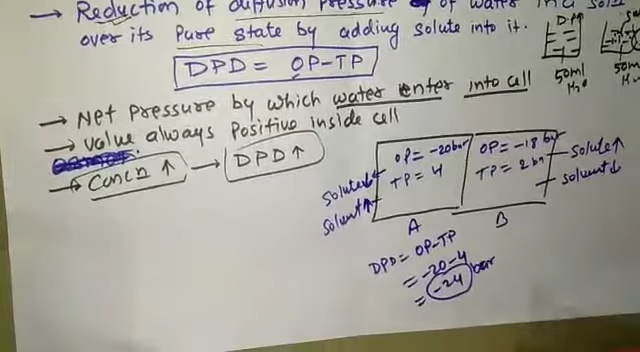 → Reduction of diffusion pressure of water in a solu
over its Pure state by adding solute into it.
DPD = OP-TP
D.P↑
50ml
H₂O
50ml
→ Net pressure by which water enter into cell
→ value always Positive inside cell
→ Concn ↑ → DPD ↑
OP = -20 bar
TP = 4
OP = -18 bar
TP = 2 bar
solute↓
solvent↑
solute↑
solvent↓
A
B
DPD = OP-TP
= -20-4
= -24 bar